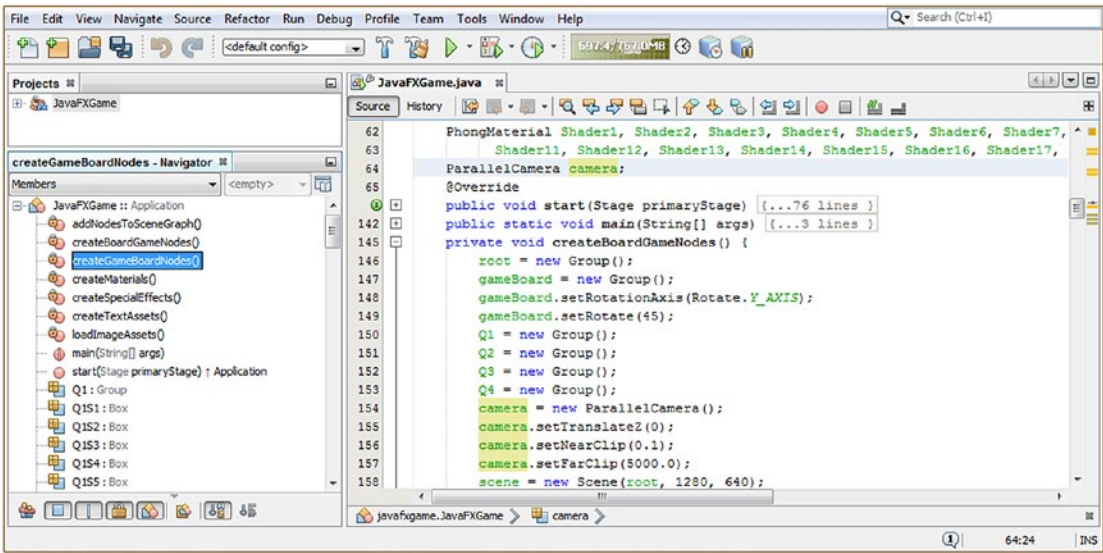 File Edit View Navigate Source Refactor Run Debug Profile Team Tools Window Help Search (Ctrl+I)
<default config> 697.4/767.0MB
Projects
JavaFXGame
createGameBoardNodes - Navigator
Members <empty>
JavaFXGame :: Application
addNodesToSceneGraph()
createBoardGameNodes()
createGameBoardNodes()
createMaterials()
createSpecialEffects()
createTextAssets()
loadImageAssets()
main(String[] args)
start(Stage primaryStage) ↑ Application
Q1 : Group
Q1S1 : Box
Q1S2 : Box
Q1S3 : Box
Q1S4 : Box
Q1S5 : Box
JavaFXGame.java
Source History
62 PhongMaterial Shader1, Shader2, Shader3, Shader4, Shader5, Shader6, Shader7,
63 Shader11, Shader12, Shader13, Shader14, Shader15, Shader16, Shader17,
64 ParallelCamera camera;
65 @Override
public void start(Stage primaryStage) {...76 lines }
142 public static void main(String[] args) {...3 lines }
145 private void createBoardGameNodes() {
146 root = new Group();
147 gameBoard = new Group();
148 gameBoard.setRotationAxis(Rotate.Y_AXIS);
149 gameBoard.setRotate(45);
150 Q1 = new Group();
151 Q2 = new Group();
152 Q3 = new Group();
153 Q4 = new Group();
154 camera = new ParallelCamera();
155 camera.setTranslateZ(0);
156 camera.setNearClip(0.1);
157 camera.setFarClip(5000.0);
158 scene = new Scene(root, 1280, 640);
javafxgame.JavaFXGame camera
1 64:24 INS